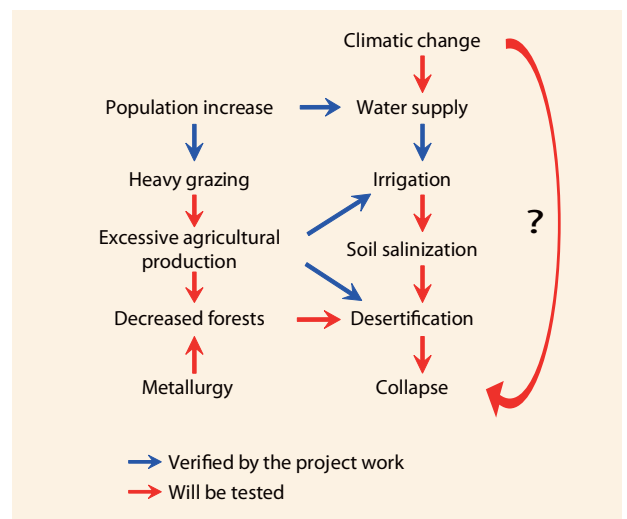 Climatic change
Population increase
Water supply
Heavy grazing
Irrigation
Excessive agricultural
production
Soil salinization
?
Decreased forests
Desertification
Metallurgy
Collapse
Verified by the project work
Will be tested